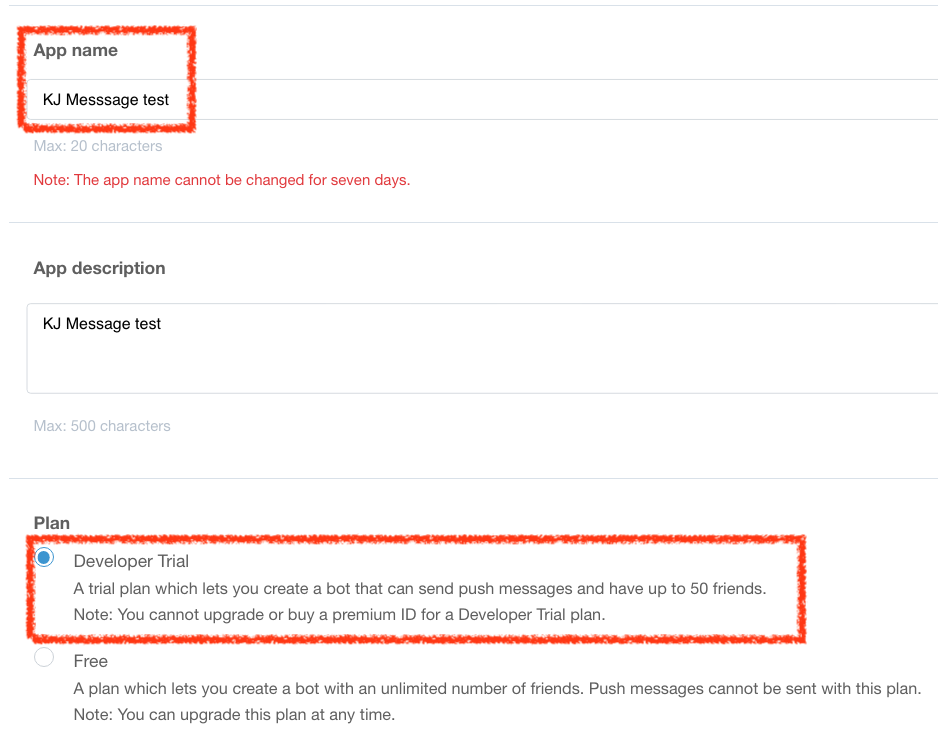 App name
KJ Messsage test
Max: 20 characters
Note: The app name cannot be changed for seven days.
App description
KJ Message test
Max: 500 characters
Plan
Developer Trial
A trial plan which lets you create a bot that can send push messages and have up to 50 friends.
Note: You cannot upgrade or buy a premium ID for a Developer Trial plan.
Free
A plan which lets you create a bot with an unlimited number of friends. Push messages cannot be sent with this plan.
Note: You can upgrade this plan at any time.